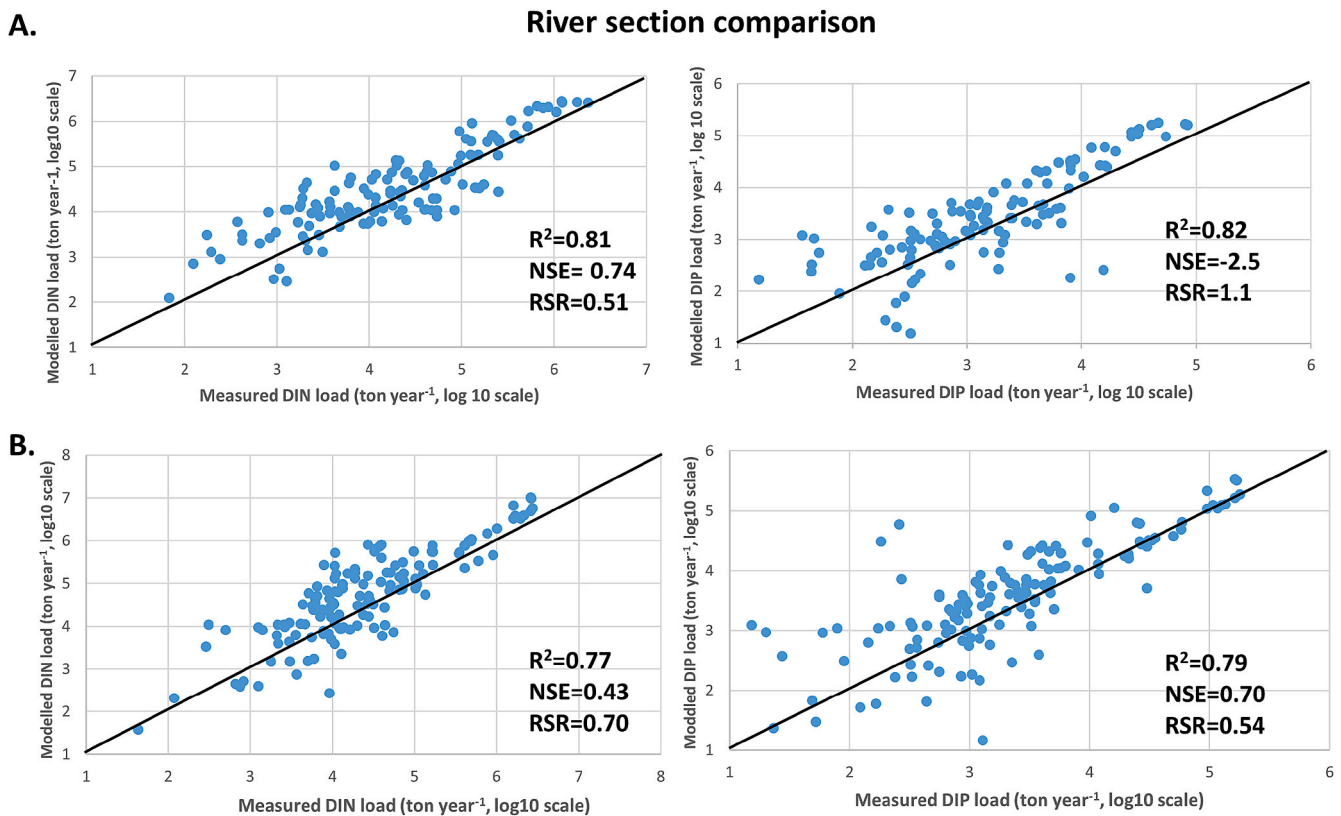 River section comparison
A.
Modelled DIN load (ton year-1, log10 scale)
7
6
5
4
3
2
1
1 2 3 4 5 6 7
Measured DIN load (ton year⁻¹, log 10 scale)
R²=0.81
NSE= 0.74
RSR=0.51
Modelled DIP load (ton year⁻¹, log 10 scale)
6
5
4
3
2
1
1 2 3 4 5 6
Measured DIP load (ton year⁻¹, log 10 scale)
R²=0.82
NSE=-2.5
RSR=1.1
B.
Modelled DIN load (ton year⁻¹, log10 scale)
8
7
6
5
4
3
2
1
1 2 3 4 5 6 7 8
Measured DIN load (ton year⁻¹, log10 scale)
R²=0.77
NSE=0.43
RSR=0.70
Moddled DIP load (ton year⁻¹, log10 sclae)
6
5
4
3
2
1
1 2 3 4 5 6
Measured DIP load (ton year⁻¹, log10 scale)
R²=0.79
NSE=0.70
RSR=0.54